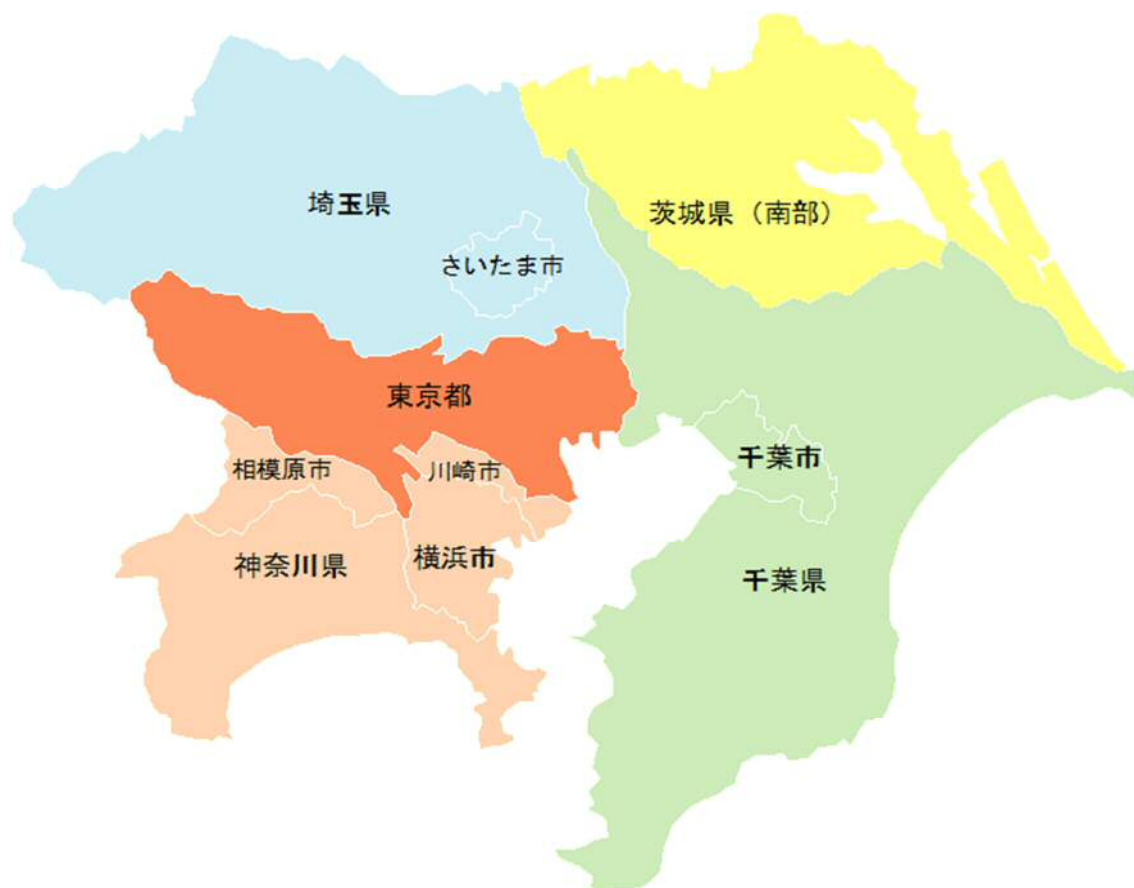 埼玉県
茨城県（南部）
さいたま市
東京都
千葉市
相模原市
川崎市
神奈川県
横浜市
千葉県